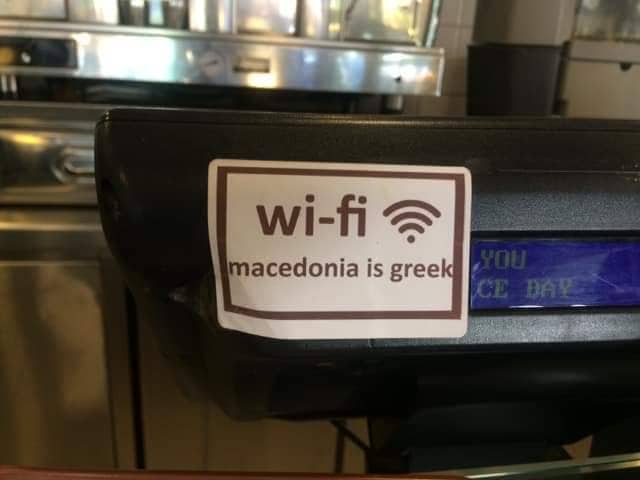 wi-fi
macedonia is greek
YOU
CE DAY